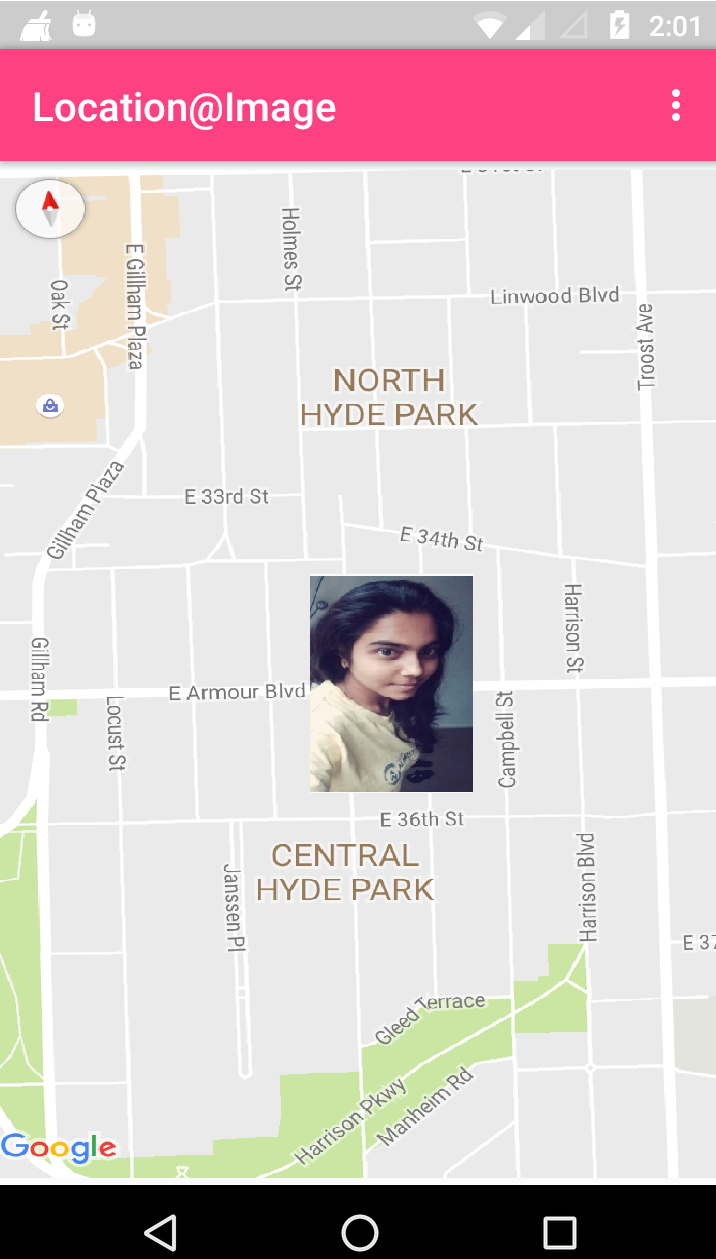 2:01
Location@Image
Holmes St
E Gillham Plaza
Oak St
Linwood Blvd
Troost Ave
NORTH
HYDE PARK
Gillham Plaza
E 33rd St
E 34th St
Harrison St
Gillham Rd
E Armour Blvd
Locust St
Campbell St
E 36th St
CENTRAL
HYDE PARK
Harrison Blvd
Janssen Pl
E 37
Gleed Terrace
Harrison Pkwy
Manheim Rd
Google